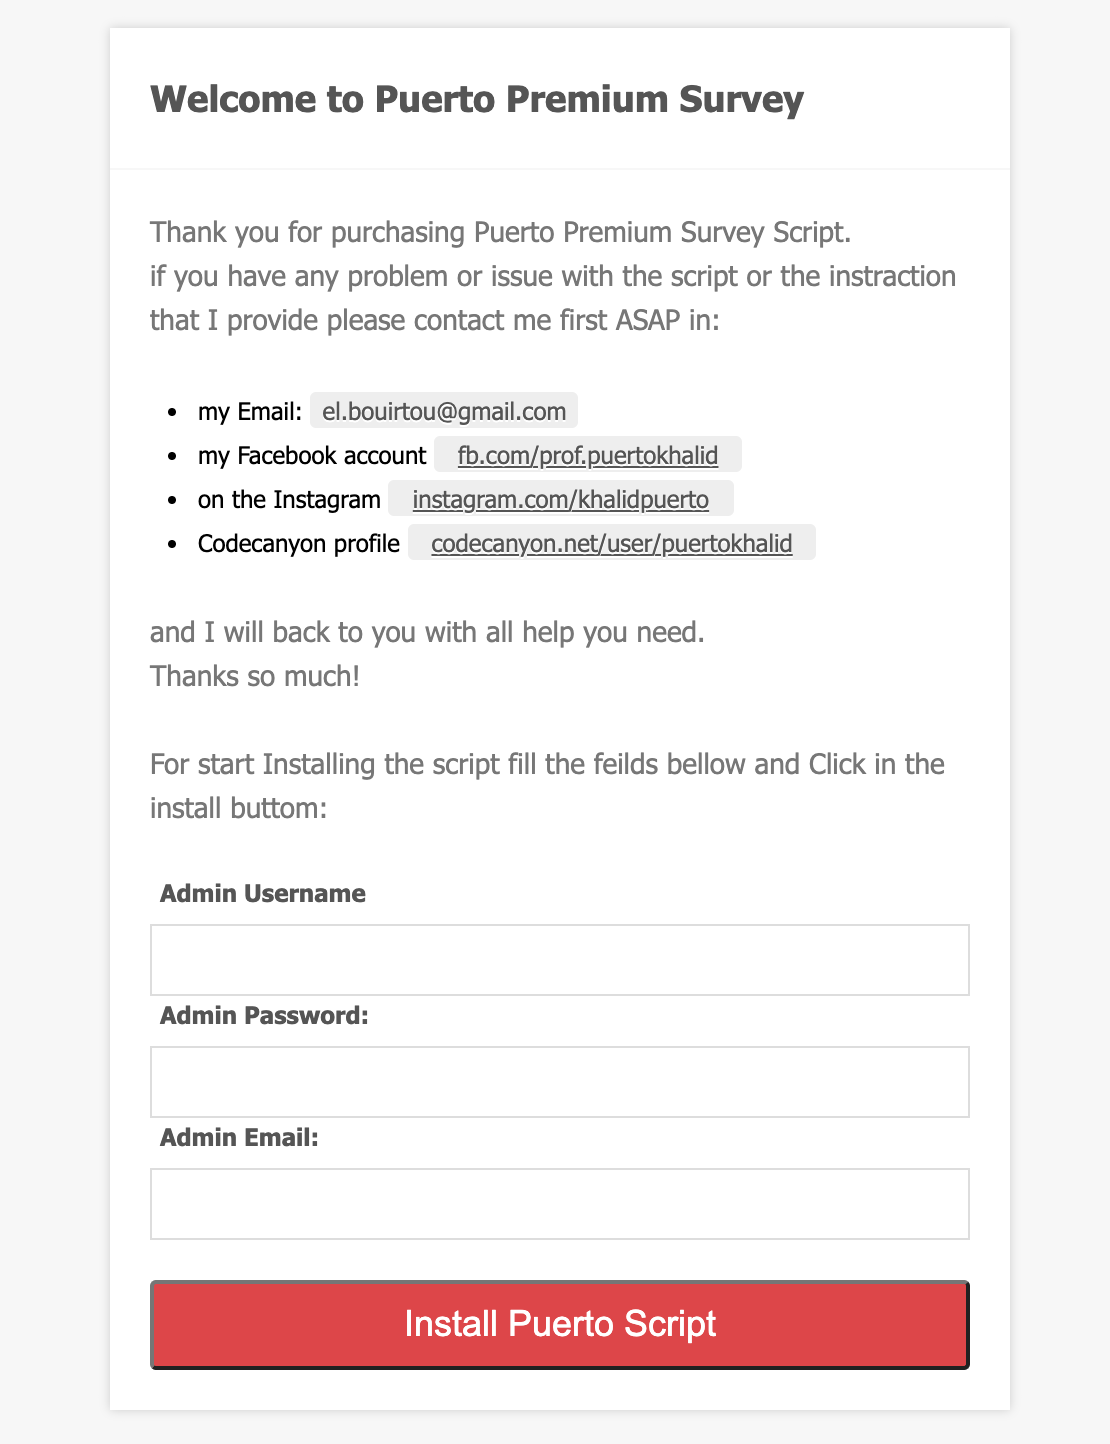 Welcome to Puerto Premium Survey
Thank you for purchasing Puerto Premium Survey Script.
if you have any problem or issue with the script or the instraction
that I provide please contact me first ASAP in:
my Email: el.bouirtou@gmail.com
my Facebook account fb.com/prof.puertokhalid
on the Instagram instagram.com/khalidpuerto
Codecanyon profile codecanyon.net/user/puertokhalid
and I will back to you with all help you need.
Thanks so much!
For start Installing the script fill the feilds bellow and Click in the
install buttom:
Admin Username
Admin Password:
Admin Email:
Install Puerto Script